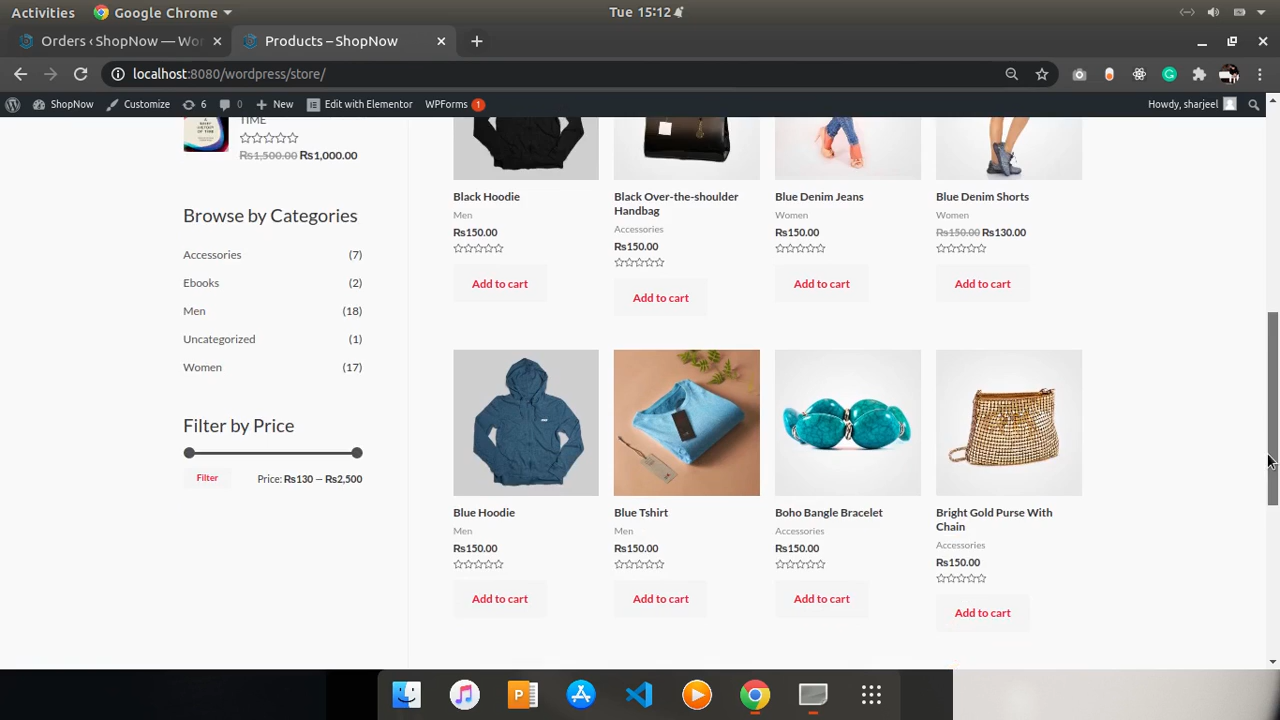 Activities
Google Chrome
Tue 15:12
Orders ‹ ShopNow — Wor
Products – ShopNow
localhost:8080/wordpress/store/
ShopNow
Customize
6
0
New
Edit with Elementor
WPForms 1
Howdy, sharjeel
TIME
₨1,500.00 ₨1,000.00
Browse by Categories
Accessories (7)
Ebooks (2)
Men (18)
Uncategorized (1)
Women (17)
Filter by Price
Filter
Price: ₨130 — ₨2,500
Black Hoodie
Men
₨150.00
Add to cart
Black Over-the-shoulder
Handbag
Accessories
₨150.00
Add to cart
Blue Denim Jeans
Women
₨150.00
Add to cart
Blue Denim Shorts
Women
₨150.00 ₨130.00
Add to cart
Blue Hoodie
Men
₨150.00
Add to cart
Blue Tshirt
Men
₨150.00
Add to cart
Boho Bangle Bracelet
Accessories
₨150.00
Add to cart
Bright Gold Purse With
Chain
Accessories
₨150.00
Add to cart